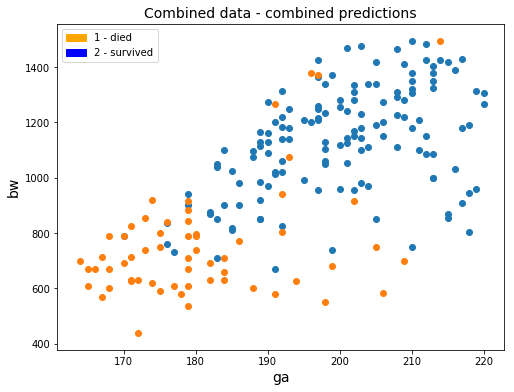 Combined data - combined predictions
1 - died
2 - survived
1400
1200
1000
800
600
400
bw
170 180 190 200 210 220
ga